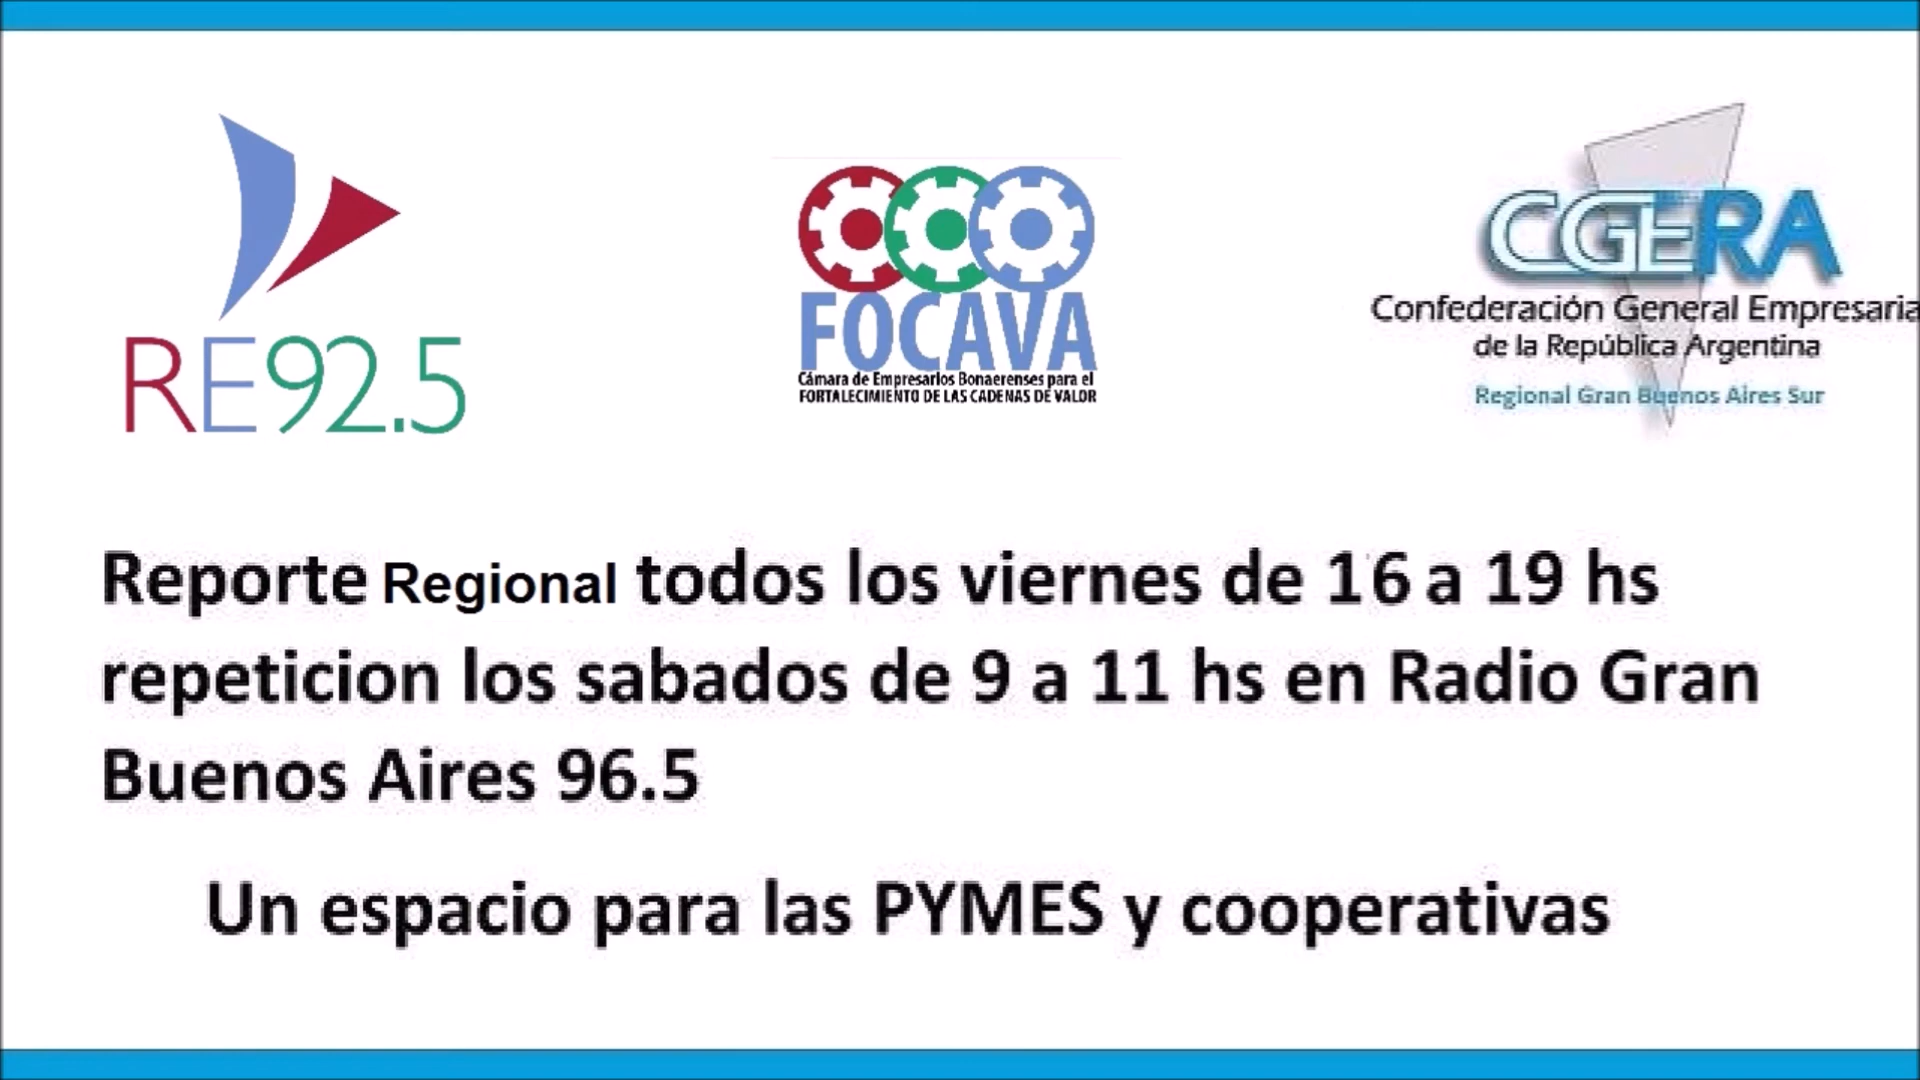 RE92.5
FOCAVA
Cámara de Empresarios Bonaerenses para el
FORTALECIMIENTO DE LAS CADENAS DE VALOR
CGERA
Confederación General Empresaria
de la República Argentina
Regional Gran Buenos Aires Sur
Reporte Regional todos los viernes de 16 a 19 hs
repeticion los sabados de 9 a 11 hs en Radio Gran
Buenos Aires 96.5
Un espacio para las PYMES y cooperativas